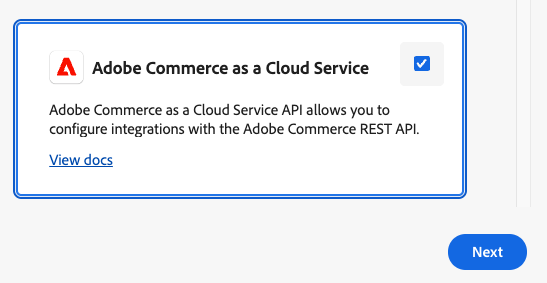 Adobe Commerce as a Cloud Service
Adobe Commerce as a Cloud Service API allows you to
configure integrations with the Adobe Commerce REST API.
View docs
Next